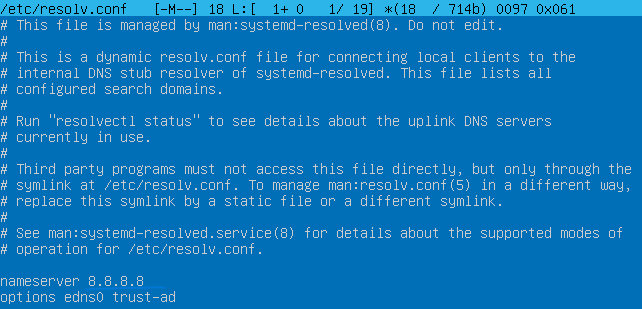 /etc/resolv.conf   [-M--] 18 L:[  1+ 0   1/ 19] *(18  / 714b) 0097 0x061
# This file is managed by man:systemd-resolved(8). Do not edit.
#
# This is a dynamic resolv.conf file for connecting local clients to the
# internal DNS stub resolver of systemd-resolved. This file lists all
# configured search domains.
#
# Run "resolvectl status" to see details about the uplink DNS servers
# currently in use.
#
# Third party programs must not access this file directly, but only through the
# symlink at /etc/resolv.conf. To manage man:resolv.conf(5) in a different way,
# replace this symlink by a static file or a different symlink.
#
# See man:systemd-resolved.service(8) for details about the supported modes of
# operation for /etc/resolv.conf.

nameserver 8.8.8.8
options edns0 trust-ad